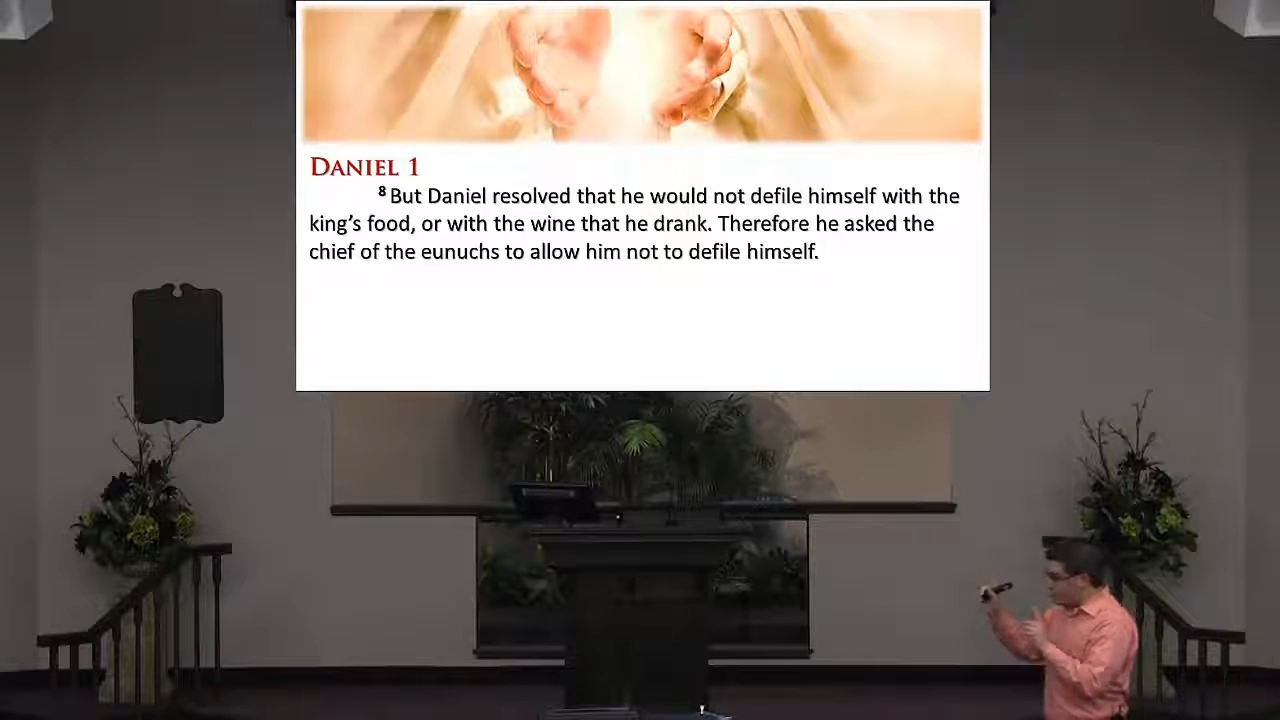 DANIEL 1
⁸ But Daniel resolved that he would not defile himself with the
king’s food, or with the wine that he drank. Therefore he asked the
chief of the eunuchs to allow him not to defile himself.